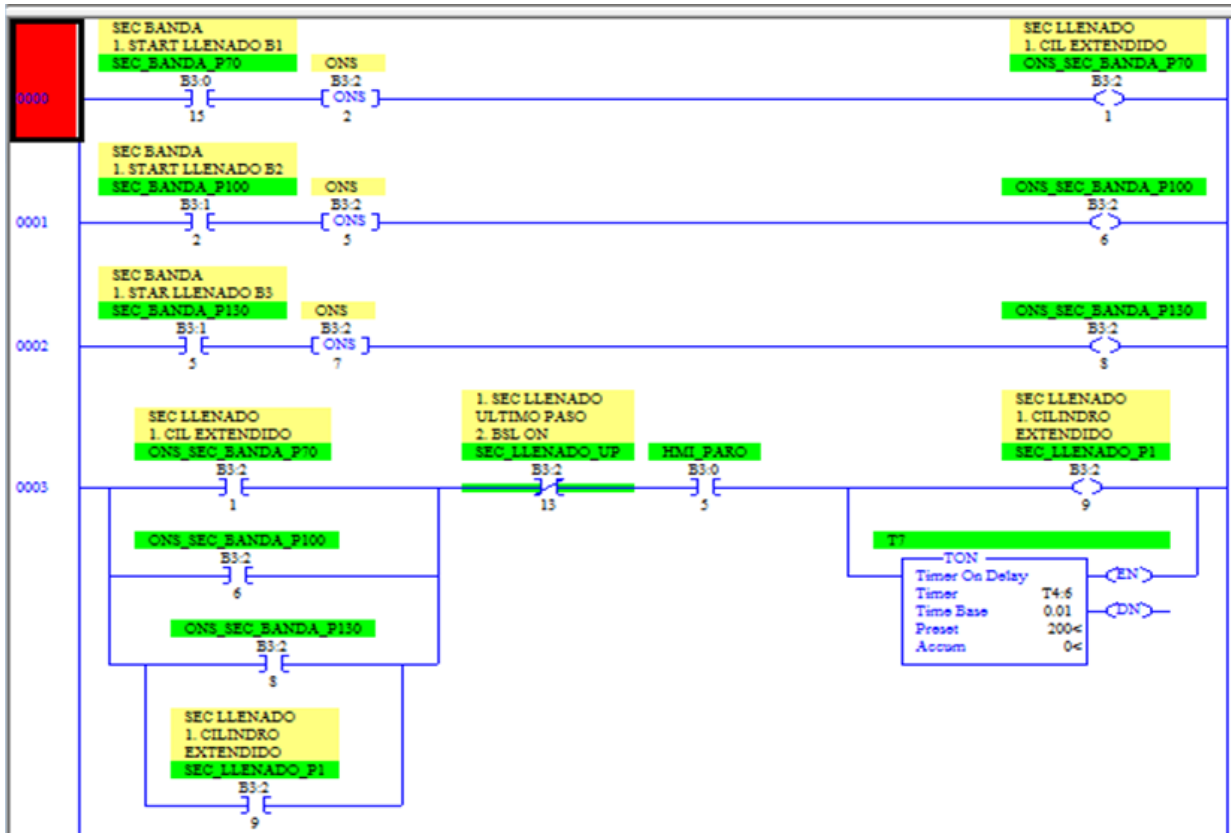 SEC BANDA
1. START LLENADO B1
SEC_BANDA_P70
B3:0
15
ONS
B3:2
ONS
2
SEC LLENADO
1. CIL EXTENDIDO
ONS_SEC_BANDA_P70
B3:2
1
0000
SEC BANDA
1. START LLENADO B2
SEC_BANDA_P100
B3:1
2
ONS
B3:2
ONS
5
ONS_SEC_BANDA_P100
B3:2
6
0001
SEC BANDA
1. STAR LLENADO B3
SEC_BANDA_P130
B3:1
5
ONS
B3:2
ONS
7
ONS_SEC_BANDA_P130
B3:2
8
0002
SEC LLENADO
1. CIL EXTENDIDO
ONS_SEC_BANDA_P70
B3:2
1
1. SEC LLENADO
ULTIMO PASO
2. BSL ON
SEC_LLENADO_UP
B3:2
13
HMI_PARO
B3:0
5
SEC LLENADO
1. CILINDRO
EXTENDIDO
SEC_LLENADO_P1
B3:2
9
0003
ONS_SEC_BANDA_P100
B3:2
6
ONS_SEC_BANDA_P130
B3:2
8
SEC LLENADO
1. CILINDRO
EXTENDIDO
SEC_LLENADO_P1
B3:2
9
T7
TON
Timer On Delay
EN
Timer T4:6
Time Base 0.01
DN
Preset 200<
Accum 0<